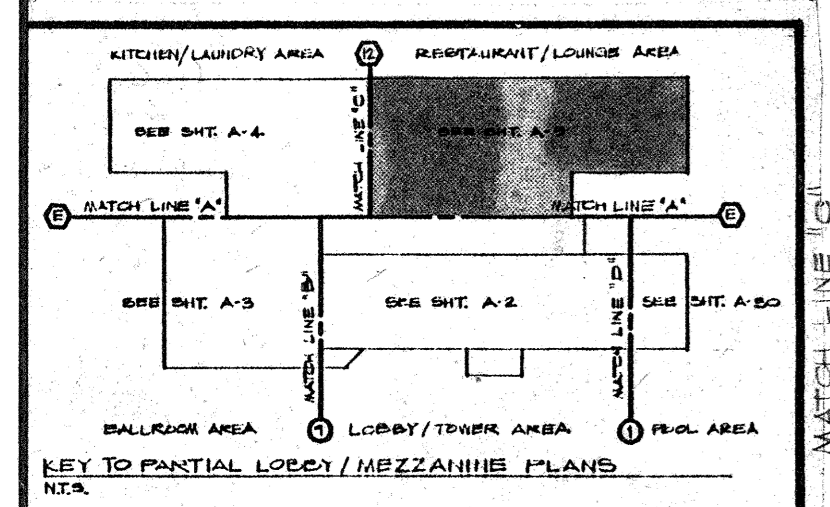 KITCHEN/LAUNDRY AREA
12
RESTAURANT/LOUNGE AREA
MATCH LINE "C"
SEE SHT. A-4
SEE SHT.
E
MATCH LINE "A"
MATCH LINE "A"
E
SEE SHT. A-3
MATCH LINE "B"
SEE SHT. A-2
MATCH LINE "D"
SEE SHT. A-30
BALLROOM AREA
LOBBY/TOWER AREA
1
POOL AREA
KEY TO PARTIAL LOBBY/MEZZANINE PLANS
N.T.S.
MATCH LINE "C"